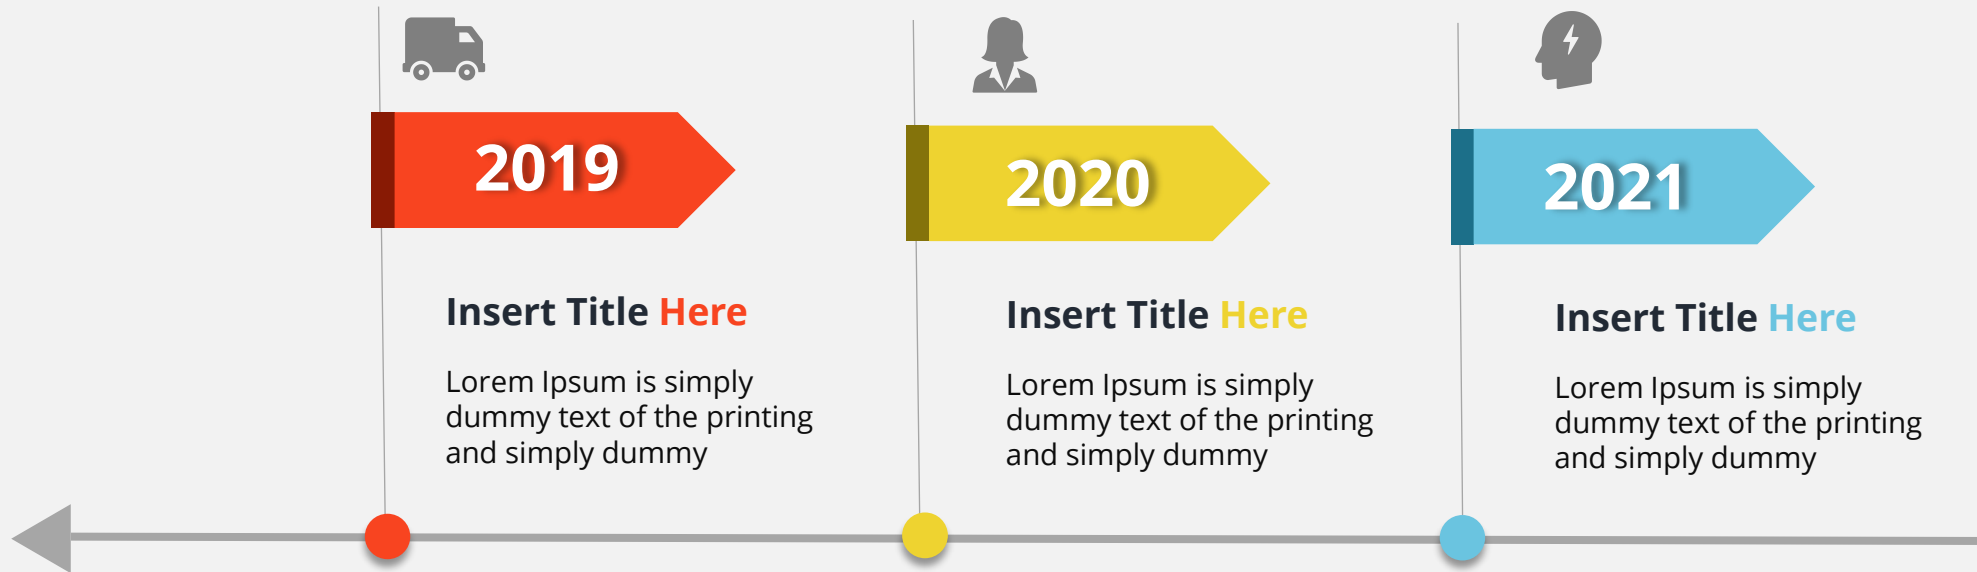 2019
Insert Title Here
Lorem Ipsum is simply
dummy text of the printing
and simply dummy
2020
Insert Title Here
Lorem Ipsum is simply
dummy text of the printing
and simply dummy
2021
Insert Title Here
Lorem Ipsum is simply
dummy text of the printing
and simply dummy